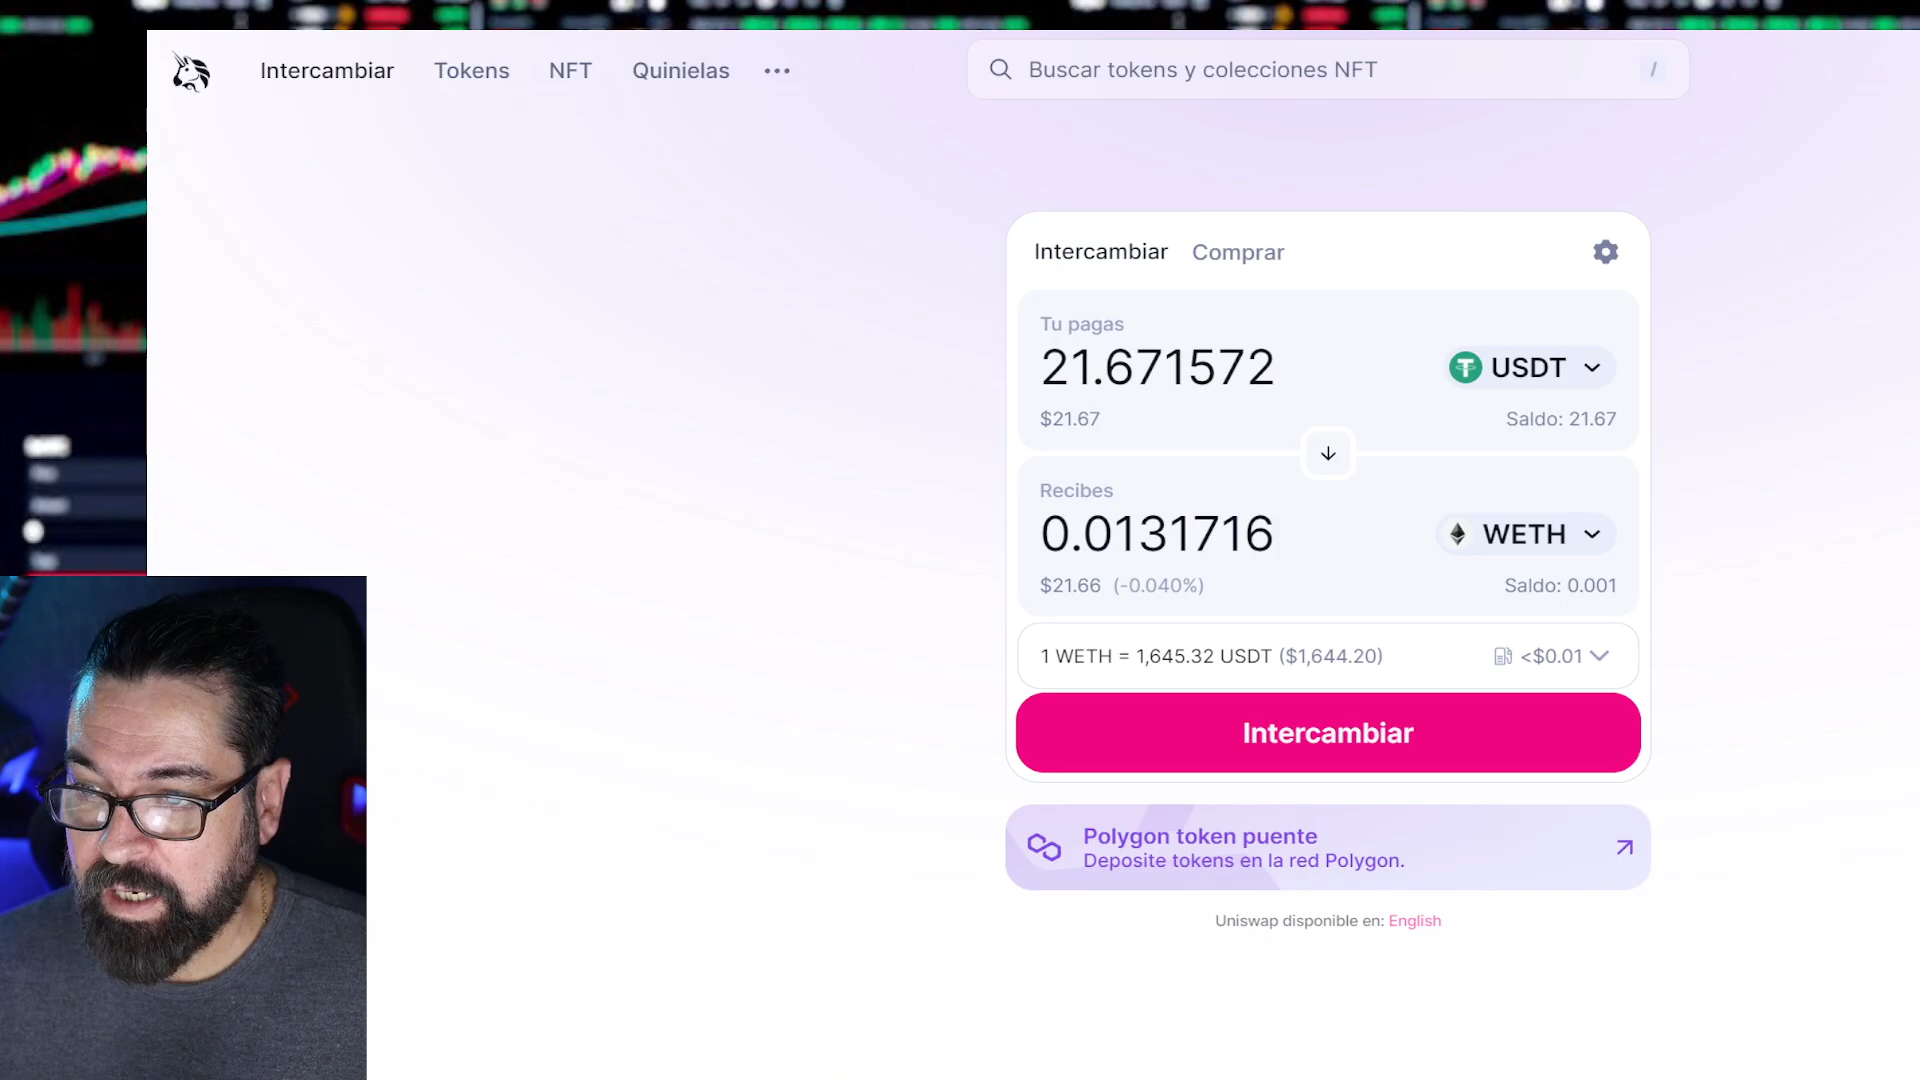 Intercambiar Tokens NFT Quinielas
Buscar tokens y colecciones NFT /
Intercambiar Comprar
Tu pagas
21.671572 USDT
$21.67 Saldo: 21.67
Recibes
0.0131716 WETH
$21.66 (-0.040%) Saldo: 0.001
1 WETH = 1,645.32 USDT ($1,644.20) <$0.01
Intercambiar
Polygon token puente
Deposite tokens en la red Polygon.
Uniswap disponible en: English